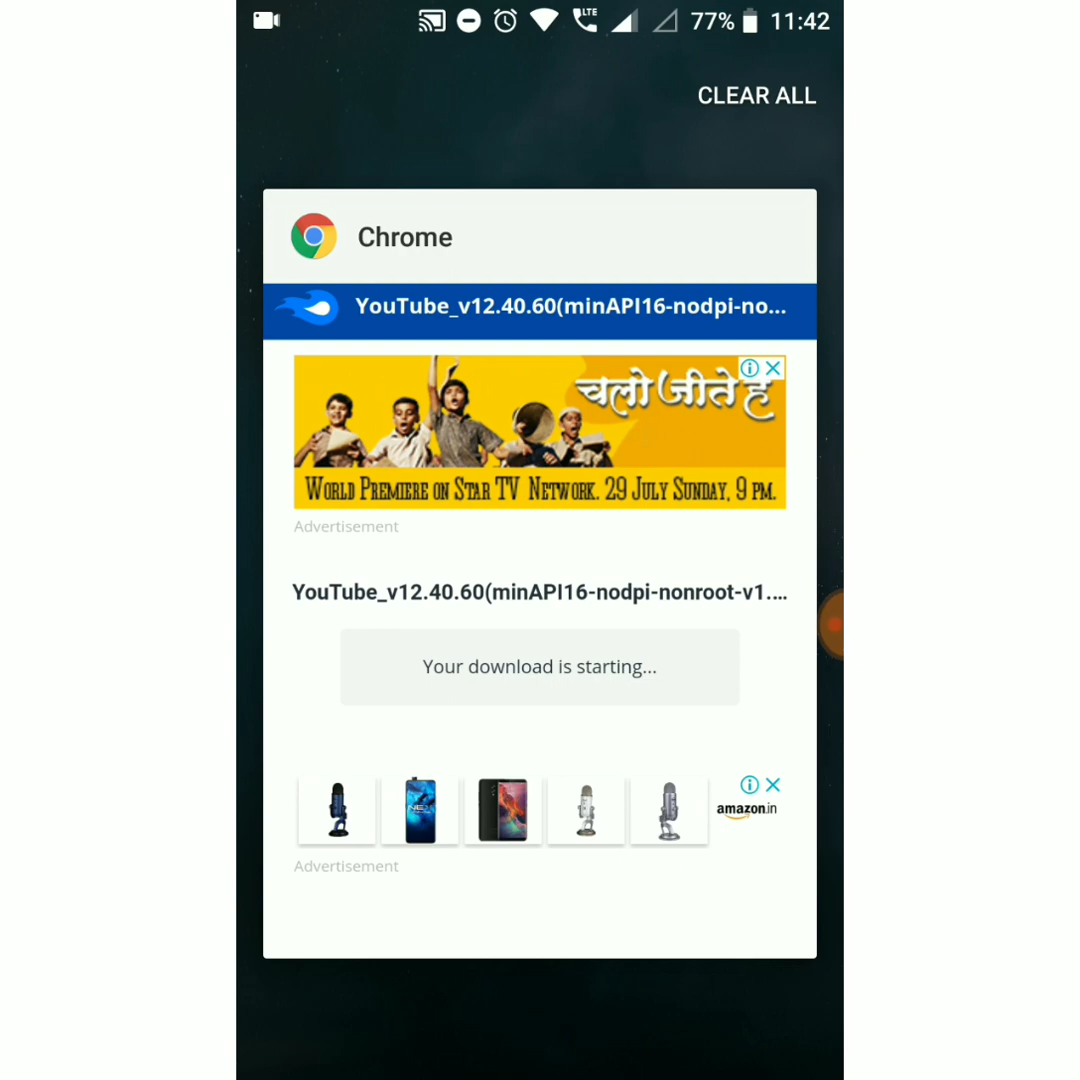 LTE 77% 11:42
CLEAR ALL
Chrome
YouTube_v12.40.60(minAPI16-nodpi-no...
चलो जीते हैं
WORLD PREMIERE ON STAR TV NETWORK. 29 JULY SUNDAY, 9 PM.
Advertisement
YouTube_v12.40.60(minAPI16-nodpi-nonroot-v1....
Your download is starting...
NEX
amazon.in
Advertisement